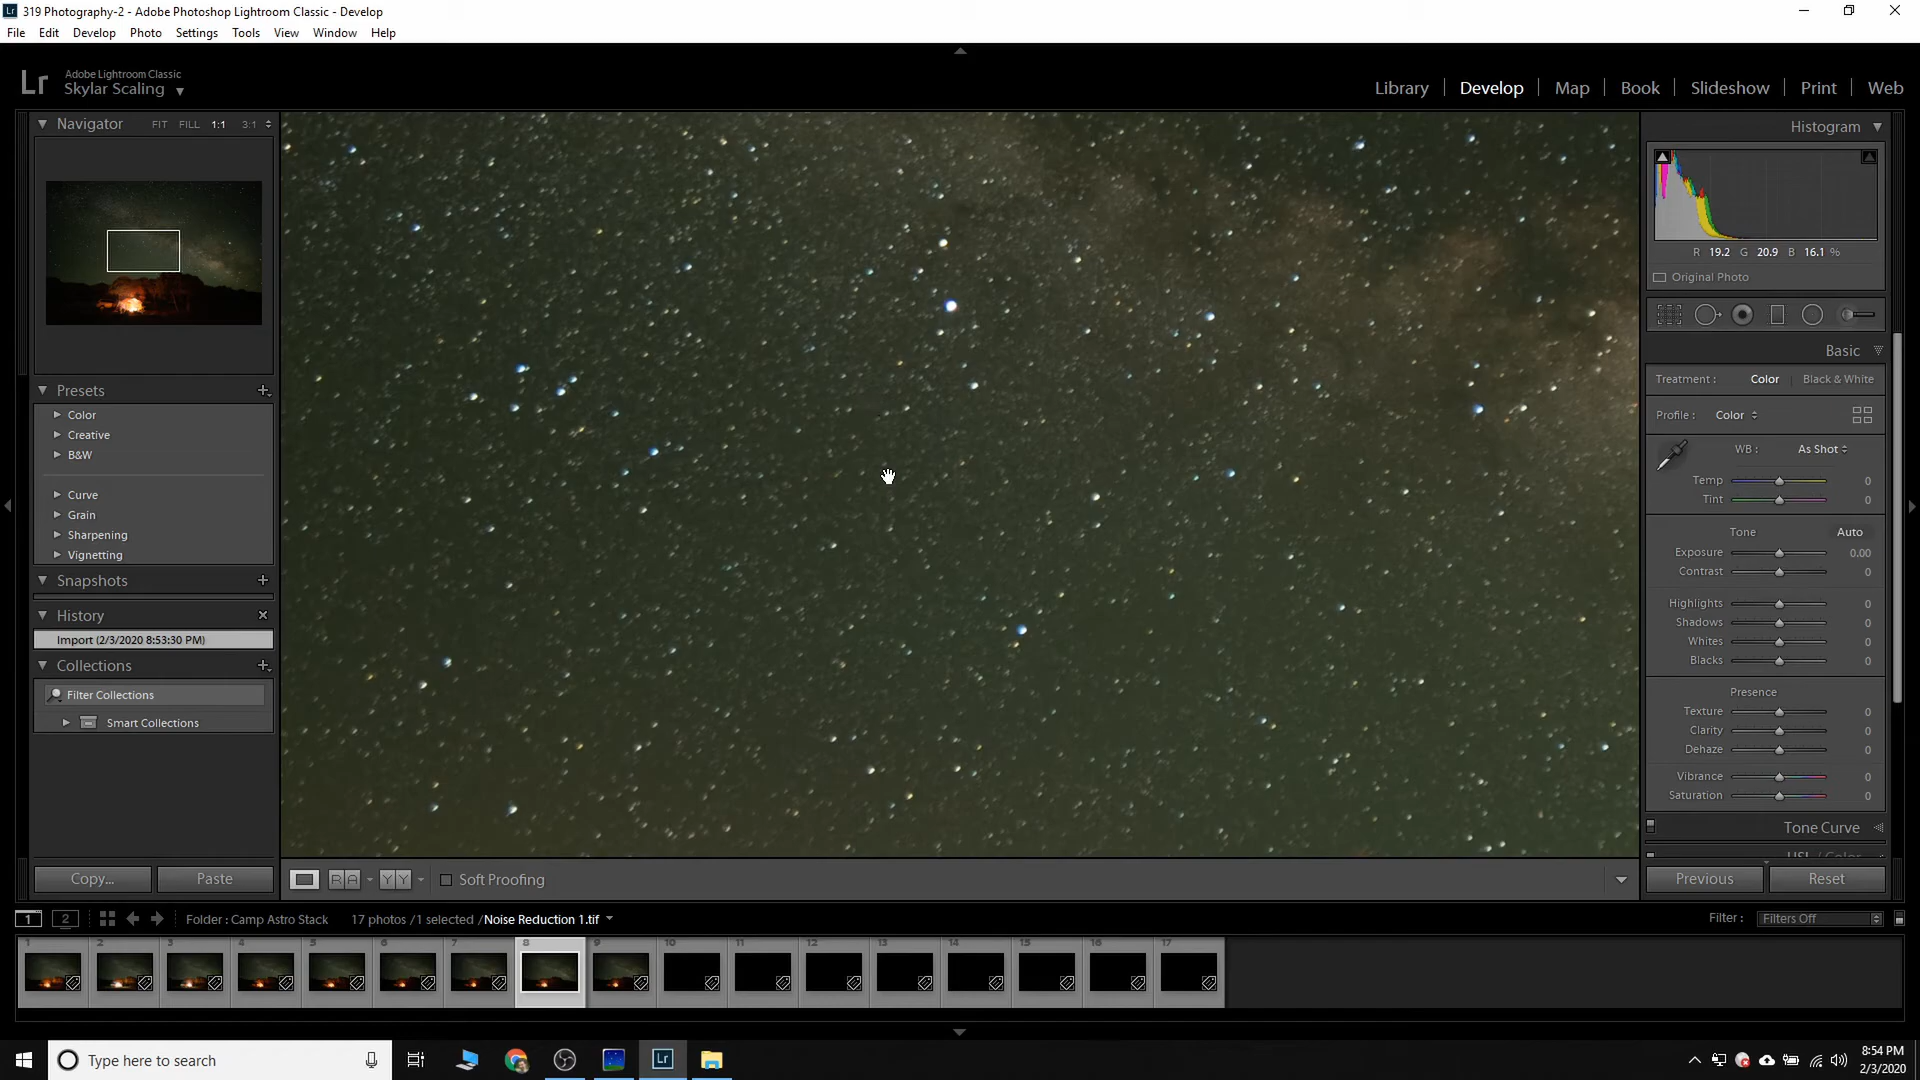 319 Photography-2 - Adobe Photoshop Lightroom Classic - Develop
File Edit Develop Photo Settings Tools View Window Help
Lr Adobe Lightroom Classic
Skylar Scaling
Library Develop Map Book Slideshow Print Web
Navigator FIT FILL 1:1 3:1
Histogram
R 19.2 G 20.9 B 16.1 %
Original Photo
Basic
Treatment : Color Black & White
Profile : Color
WB : As Shot
Temp 0
Tint 0
Tone Auto
Exposure 0.00
Contrast 0
Highlights 0
Shadows 0
Whites 0
Blacks 0
Presence
Texture 0
Clarity 0
Dehaze 0
Vibrance 0
Saturation 0
Tone Curve
Previous Reset
Presets
Color
Creative
B&W
Curve
Grain
Sharpening
Vignetting
Snapshots
History
Import (2/3/2020 8:53:30 PM)
Collections
Filter Collections
Smart Collections
Copy... Paste
R A Y Y Soft Proofing
1 2 Folder : Camp Astro Stack 17 photos /1 selected /Noise Reduction 1.tif Filter : Filters Off
1 2 3 4 5 6 7 8 9 10 11 12 13 14 15 16 17
Type here to search
Lr
8:54 PM
2/3/2020